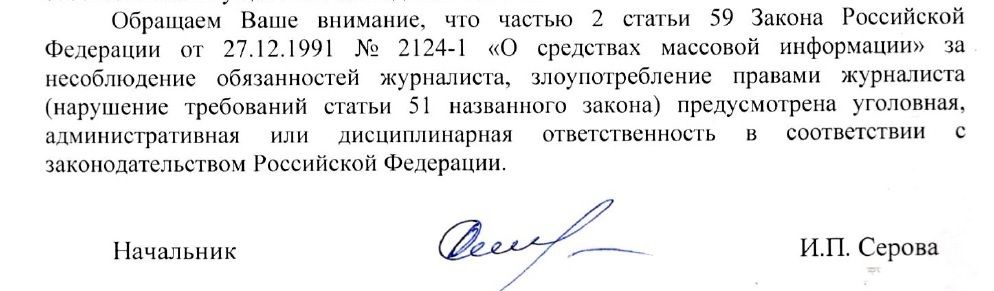 Обращаем Ваше внимание, что частью 2 статьи 59 Закона Российской
Федерации от 27.12.1991 № 2124-1 «О средствах массовой информации» за
несоблюдение обязанностей журналиста, злоупотребление правами журналиста
(нарушение требований статьи 51 названного закона) предусмотрена уголовная,
административная или дисциплинарная ответственность в соответствии с
законодательством Российской Федерации.
Начальник И.П. Серова